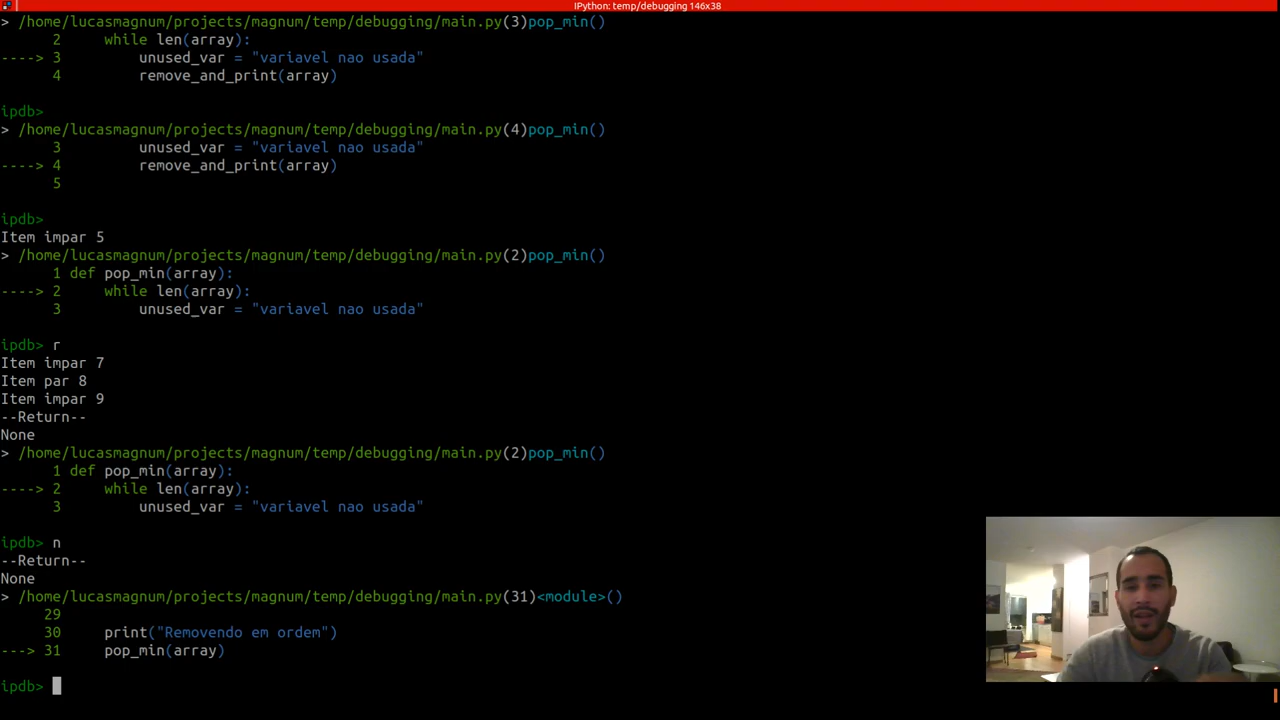 IPython: temp/debugging 146x38
> /home/lucasmagnum/projects/magnum/temp/debugging/main.py(3)pop_min()
      2     while len(array):
----> 3         unused_var = "variavel nao usada"
      4         remove_and_print(array)
ipdb>
> /home/lucasmagnum/projects/magnum/temp/debugging/main.py(4)pop_min()
      3         unused_var = "variavel nao usada"
----> 4         remove_and_print(array)
      5
ipdb>
Item impar 5
> /home/lucasmagnum/projects/magnum/temp/debugging/main.py(2)pop_min()
      1 def pop_min(array):
----> 2     while len(array):
      3         unused_var = "variavel nao usada"
ipdb> r
Item impar 7
Item par 8
Item impar 9
--Return--
None
> /home/lucasmagnum/projects/magnum/temp/debugging/main.py(2)pop_min()
      1 def pop_min(array):
----> 2     while len(array):
      3         unused_var = "variavel nao usada"
ipdb> n
--Return--
None
> /home/lucasmagnum/projects/magnum/temp/debugging/main.py(31)<module>()
     29
     30     print("Removendo em ordem")
---> 31     pop_min(array)
ipdb>